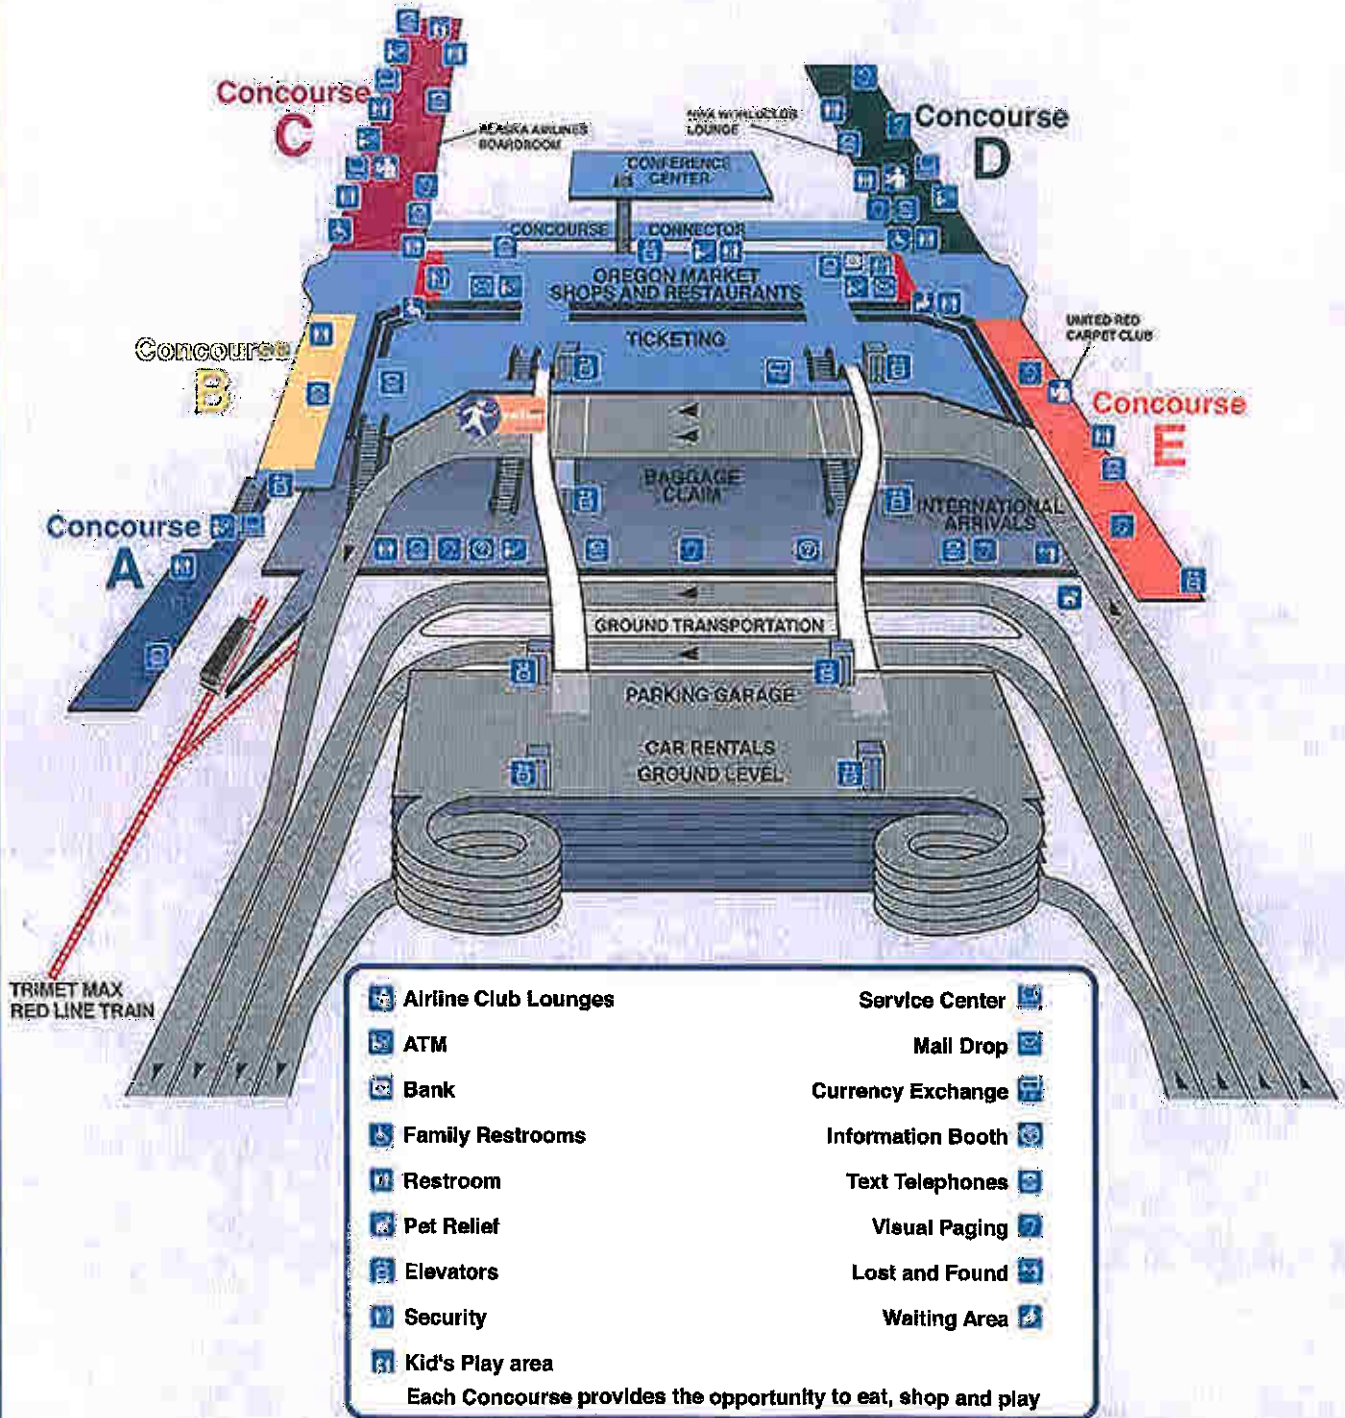 Concourse
C
ALASKA AIRLINES
BOARDROOM
NWA WORLDCLUB
LOUNGE
Concourse
D
CONFERENCE
CENTER
CONCOURSE CONNECTOR
OREGON MARKET
SHOPS AND RESTAURANTS
TICKETING
UNITED RED
CARPET CLUB
Concourse
B
Concourse
E
BAGGAGE
CLAIM
INTERNATIONAL
ARRIVALS
Concourse
A
GROUND TRANSPORTATION
PARKING GARAGE
CAR RENTALS
GROUND LEVEL
TRIMET MAX
RED LINE TRAIN
Airline Club Lounges
ATM
Bank
Family Restrooms
Restroom
Pet Relief
Elevators
Security
Kid's Play area
Service Center
Mail Drop
Currency Exchange
Information Booth
Text Telephones
Visual Paging
Lost and Found
Waiting Area
Each Concourse provides the opportunity to eat, shop and play